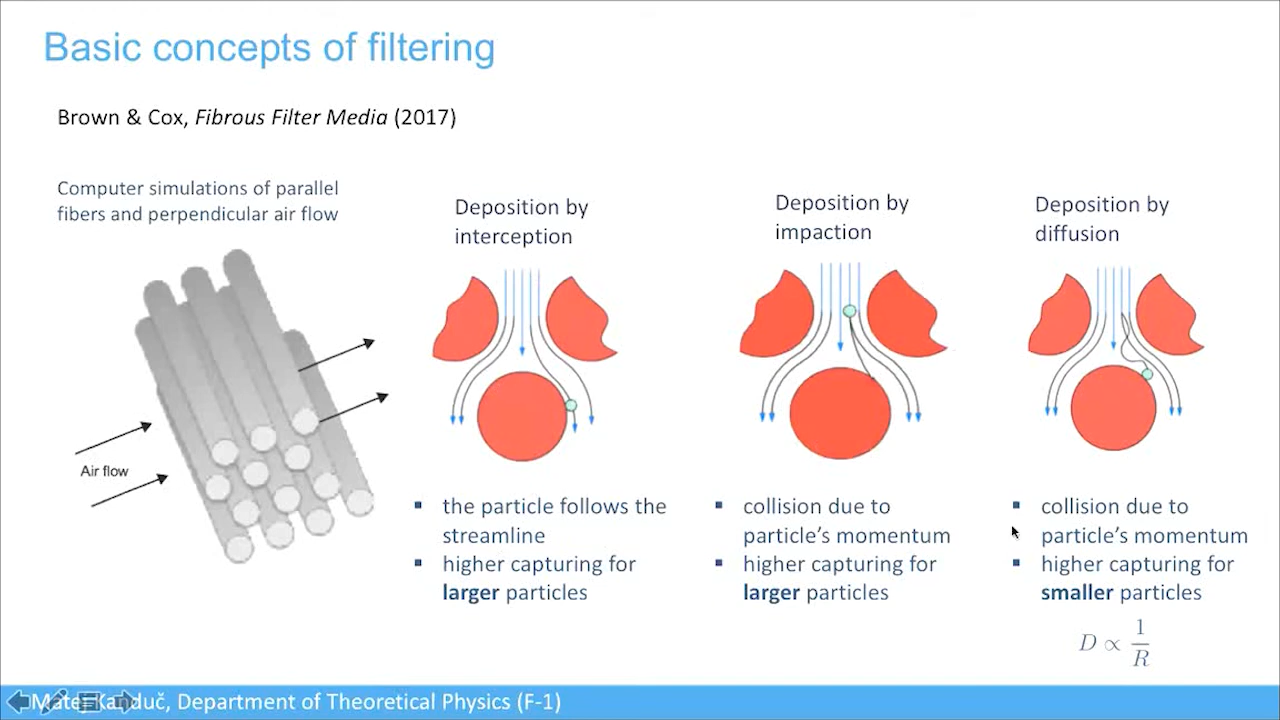 Basic concepts of filtering
Brown & Cox, Fibrous Filter Media (2017)
Computer simulations of parallel
fibers and perpendicular air flow
Air flow
Deposition by
interception
▪ the particle follows the
streamline
▪ higher capturing for
larger particles
Deposition by
impaction
▪ collision due to
particle’s momentum
▪ higher capturing for
larger particles
Deposition by
diffusion
▪ collision due to
particle’s momentum
▪ higher capturing for
smaller particles
D ∝ 1/R
Matej Kanduč, Department of Theoretical Physics (F-1)